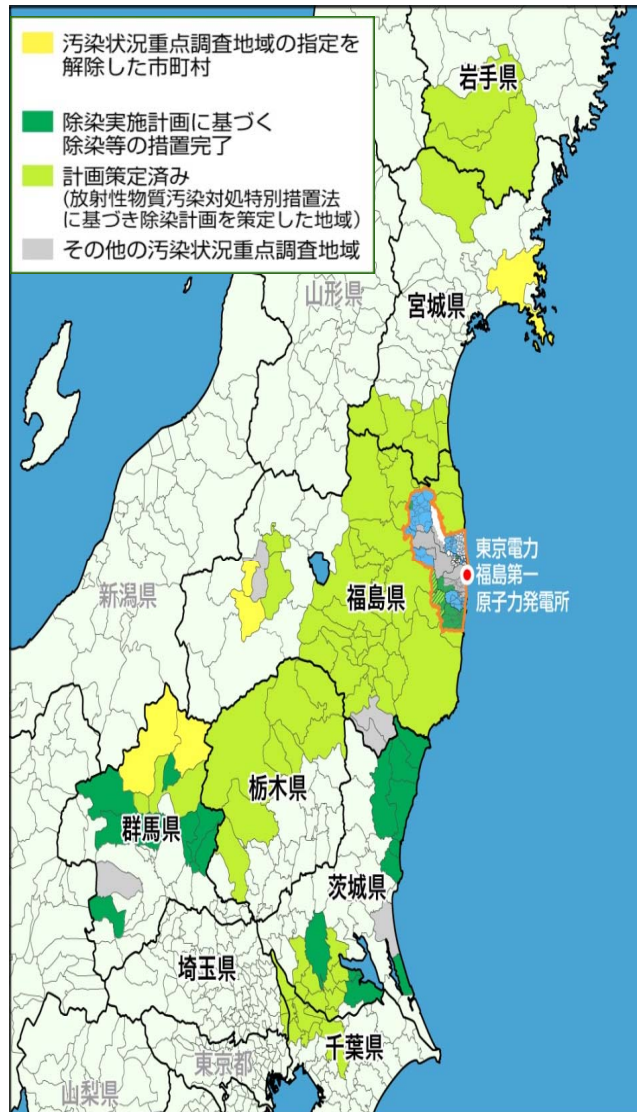 汚染状況重点調査地域の指定を
解除した市町村
除染実施計画に基づく
除染等の措置完了
計画策定済み
(放射性物質汚染対処特別措置法
に基づき除染計画を策定した地域)
その他の汚染状況重点調査地域
岩手県
山形県
宮城県
東京電力
福島第一
原子力発電所
新潟県
福島県
栃木県
群馬県
茨城県
埼玉県
千葉県
東京都
山梨県